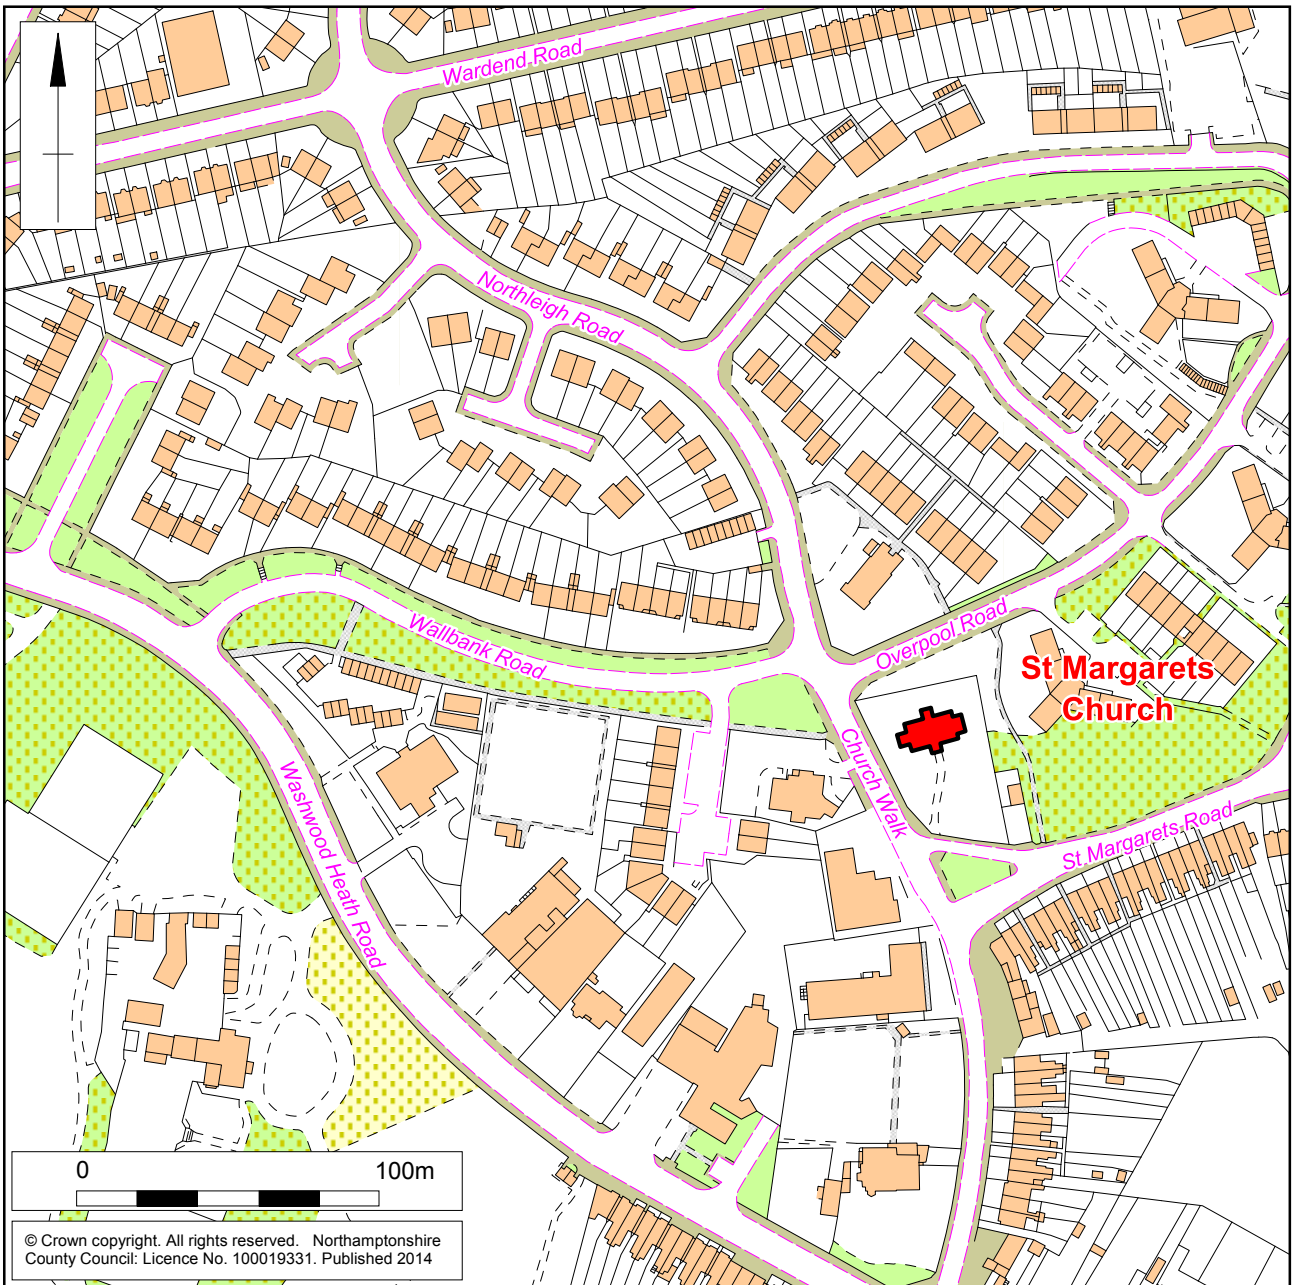 Wardend Road
Northleigh Road
Wallbank Road
Overpool Road
St Margarets
Church
Church Walk
Washwood Heath Road
St Margarets Road
0 100m
© Crown copyright. All rights reserved. Northamptonshire
County Council: Licence No. 100019331. Published 2014